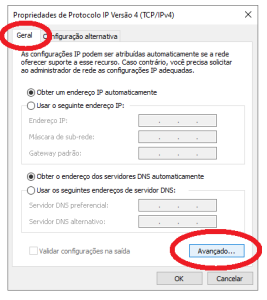 Propriedades de Protocolo IP Versão 4 (TCP/IPv4)
Geral Configuração alternativa
As configurações IP podem ser atribuídas automaticamente se a rede
oferecer suporte a esse recurso. Caso contrário, você precisa solicitar
ao administrador de rede as configurações IP adequadas.
Obter um endereço IP automaticamente
Usar o seguinte endereço IP:
Endereço IP:
Máscara de sub-rede:
Gateway padrão:
Obter o endereço dos servidores DNS automaticamente
Usar os seguintes endereços de servidor DNS:
Servidor DNS preferencial:
Servidor DNS alternativo:
Validar configurações na saída
Avançado...
OK Cancelar